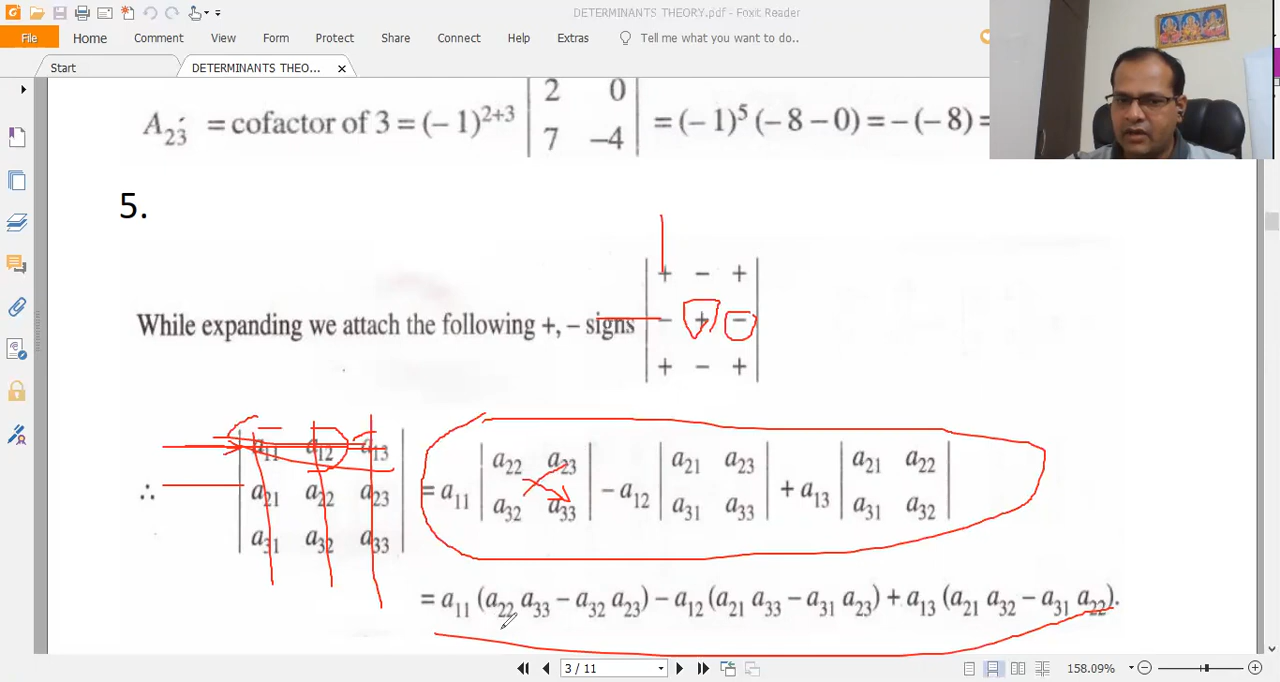 DETERMINANTS THEORY.pdf - Foxit Reader
File Home Comment View Form Protect Share Connect Help Extras Tell me what you want to do..
Start DETERMINANTS THEO... ×
A₂₃ = cofactor of 3 = (– 1)²⁺³ | 2 0 | = (– 1)⁵ (– 8 – 0) = – (– 8) =
| 7 –4 |
5.
+ – +
While expanding we attach the following +, – signs – + –
+ – +
| a₁₁ a₁₂ a₁₃ |
∴ | a₂₁ a₂₂ a₂₃ | = a₁₁ | a₂₂ a₂₃ | – a₁₂ | a₂₁ a₂₃ | + a₁₃ | a₂₁ a₂₂ |
| a₃₁ a₃₂ a₃₃ | | a₃₂ a₃₃ | | a₃₁ a₃₃ | | a₃₁ a₃₂ |
= a₁₁ (a₂₂ a₃₃ – a₃₂ a₂₃) – a₁₂ (a₂₁ a₃₃ – a₃₁ a₂₃) + a₁₃ (a₂₁ a₃₂ – a₃₁ a₂₂).
3 / 11 158.09%